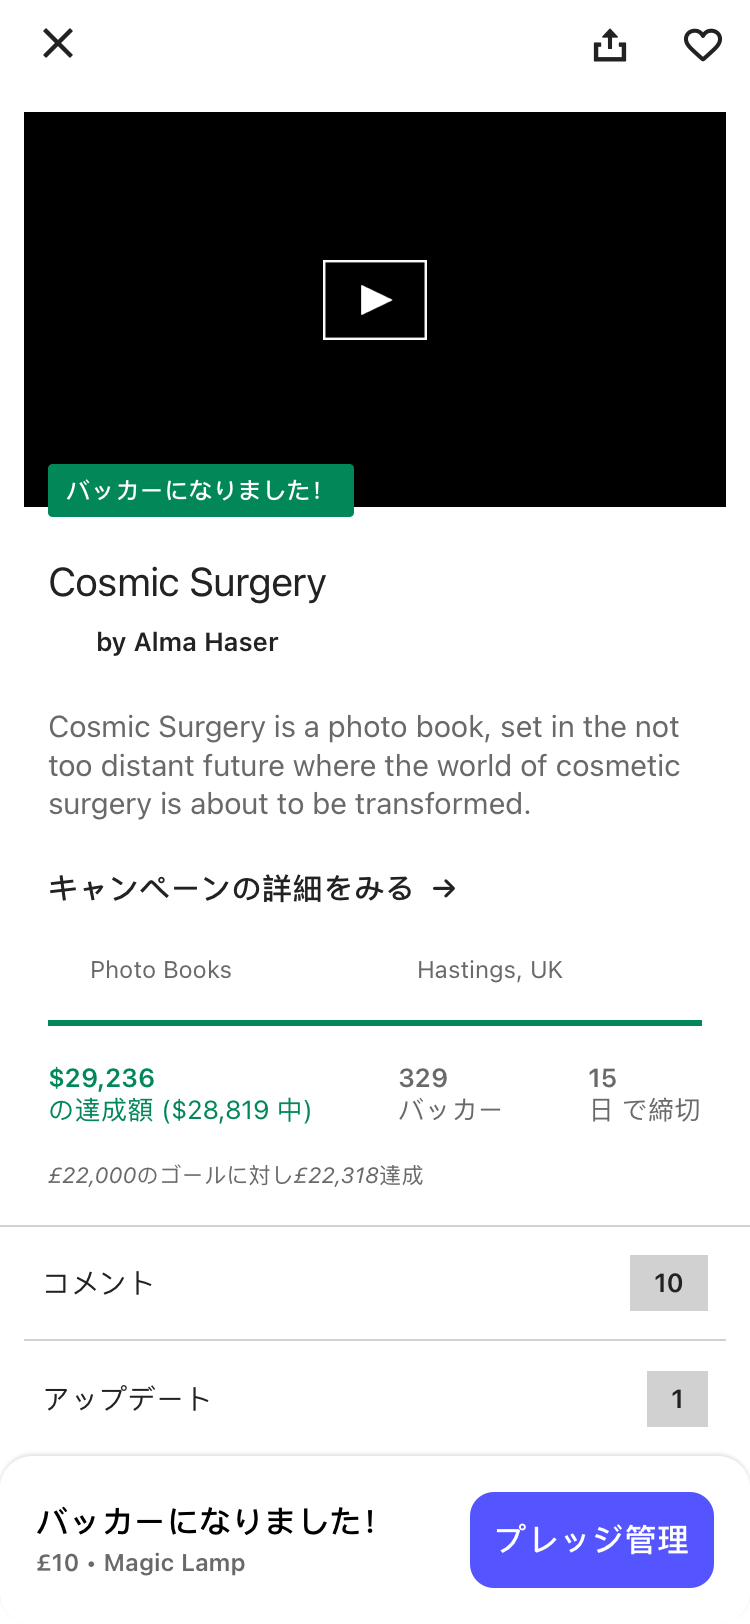 バッカーになりました！
Cosmic Surgery
by Alma Haser
Cosmic Surgery is a photo book, set in the not
too distant future where the world of cosmetic
surgery is about to be transformed.
キャンペーンの詳細をみる →
Photo Books
Hastings, UK
$29,236
の達成額 ($28,819 中)
329
バッカー
15
日 で締切
£22,000のゴールに対し£22,318達成
コメント
10
アップデート
1
バッカーになりました！
£10 • Magic Lamp
プレッジ管理